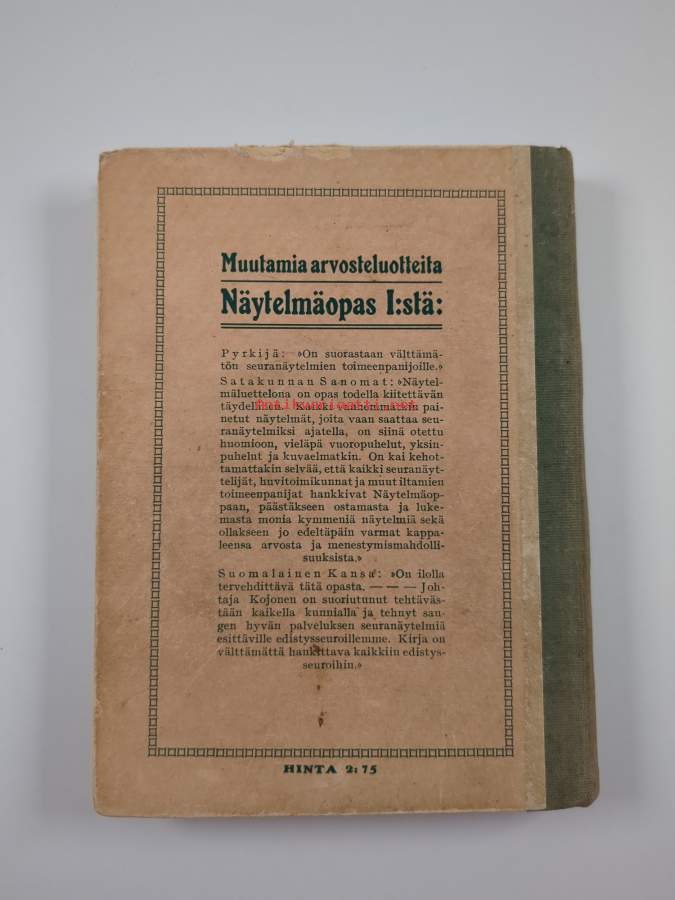 Muutamia arvosteluotteita
Näytelmäopas I:stä:
Pyrkijä: »On suorastaan välttämä-
tön seuranäytelmien toimeenpanijoille.»
Satakunnan Sanomat: »Näytel-
mäluettelona on opas todella kiitettävän
täydellinen. Kaikki vanhemmatkin pai-
netut näytelmät, joita vaan saattaa seu-
ranäytelmiksi ajatella, on siinä otettu
huomioon, vieläpä vuoropuhelut, yksin-
puhelut ja kuvaelmatkin. On kai kehot-
tamattakin selvää, että kaikki seuranäyt-
telijät, huvitoimikunnat ja muut iltamien
toimeenpanijat hankkivat Näytelmäop-
paan, päästäkseen ostamasta ja luke-
masta monia kymmeniä näytelmiä sekä
ollakseen jo edeltäpäin varmat kappa-
leensa arvosta ja menestymismahdolli-
suuksista.»
Suomalainen Kansa: »On ilolla
tervehdittävä tätä opasta. — — — Joh-
taja Kojonen on suoriutunut tehtäväs-
tään kaikella kunnialla ja tehnyt san-
gen hyvän palveluksen seuranäytelmiä
esittäville edistysseuroillemme. Kirja on
välttämättä hankittava kaikkiin edistys-
seuroihin.»
HINTA 2:75